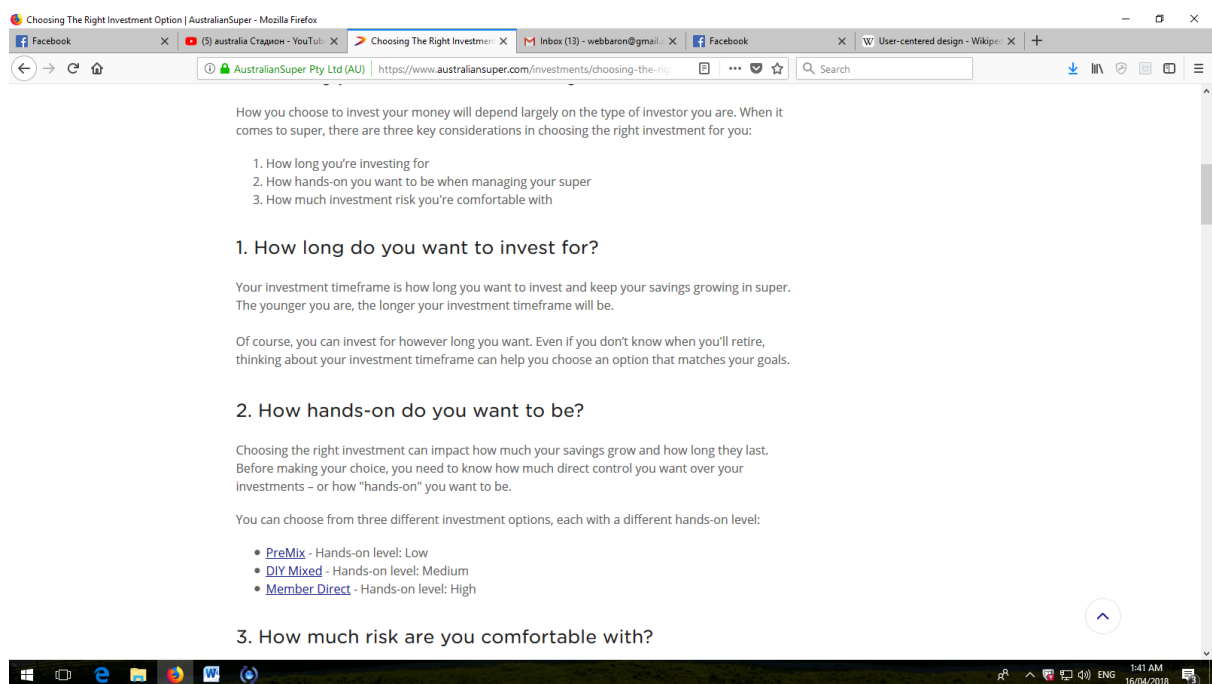 Choosing The Right Investment Option | AustralianSuper - Mozilla Firefox
Facebook
(5) australia Стадион - YouTub
Choosing The Right Investmen
Inbox (13) - webbaron@gmail.c
Facebook
W User-centered design - Wikipe
AustralianSuper Pty Ltd (AU) https://www.australiansuper.com/investments/choosing-the-rig
Search
How you choose to invest your money will depend largely on the type of investor you are. When it
comes to super, there are three key considerations in choosing the right investment for you:
1. How long you're investing for
2. How hands-on you want to be when managing your super
3. How much investment risk you're comfortable with
1. How long do you want to invest for?
Your investment timeframe is how long you want to invest and keep your savings growing in super.
The younger you are, the longer your investment timeframe will be.
Of course, you can invest for however long you want. Even if you don't know when you'll retire,
thinking about your investment timeframe can help you choose an option that matches your goals.
2. How hands-on do you want to be?
Choosing the right investment can impact how much your savings grow and how long they last.
Before making your choice, you need to know how much direct control you want over your
investments – or how "hands-on" you want to be.
You can choose from three different investment options, each with a different hands-on level:
• PreMix - Hands-on level: Low
• DIY Mixed - Hands-on level: Medium
• Member Direct - Hands-on level: High
3. How much risk are you comfortable with?
ENG
1:41 AM
16/04/2018